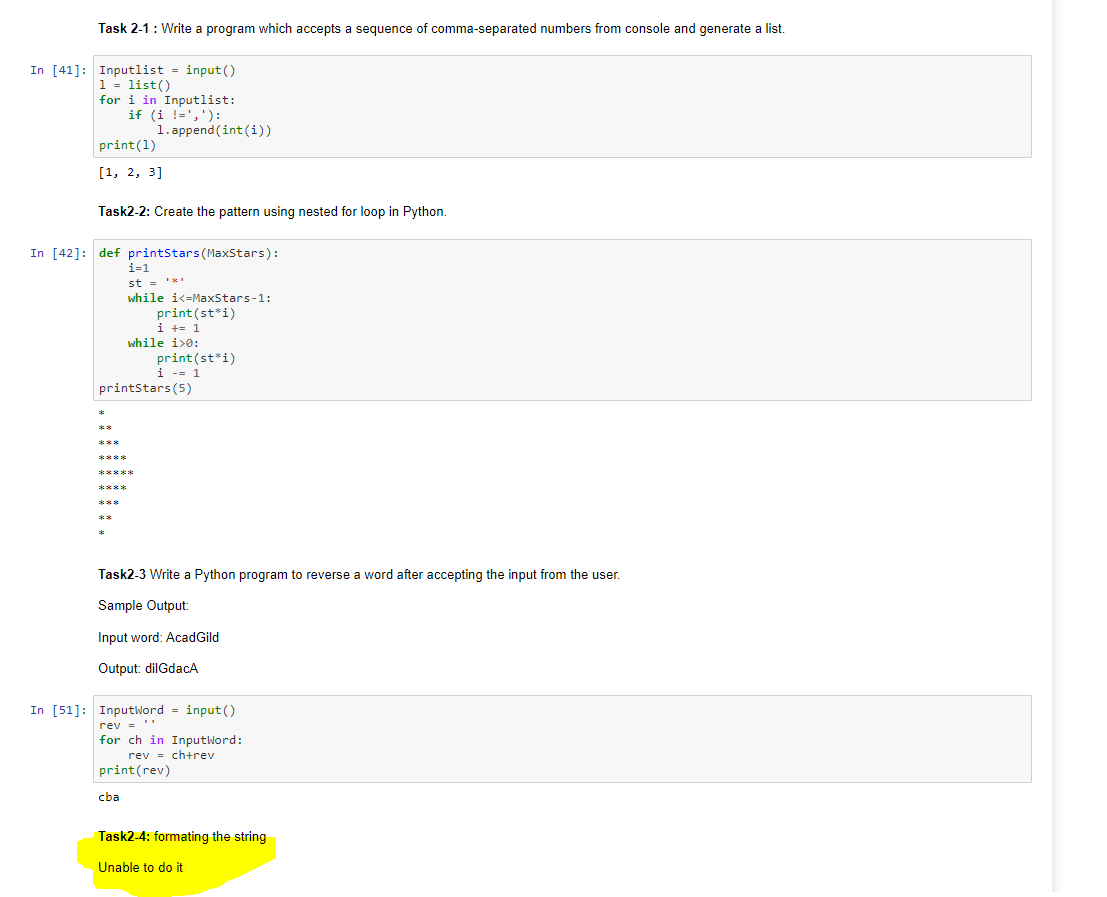 Task 2-1 : Write a program which accepts a sequence of comma-separated numbers from console and generate a list.
In [41]: Inputlist = input()
l = list()
for i in Inputlist:
    if (i !=','):
        l.append(int(i))
print(l)
[1, 2, 3]
Task2-2: Create the pattern using nested for loop in Python.
In [42]: def printStars(MaxStars):
    i=1
    st = '*'
    while i<=MaxStars-1:
        print(st*i)
        i += 1
    while i>0:
        print(st*i)
        i -= 1
printStars(5)
*
**
***
****
*****
****
***
**
*
Task2-3 Write a Python program to reverse a word after accepting the input from the user.
Sample Output:
Input word: AcadGild
Output: dilGdacA
In [51]: InputWord = input()
rev = ''
for ch in InputWord:
    rev = ch+rev
print(rev)
cba
Task2-4: formating the string
Unable to do it